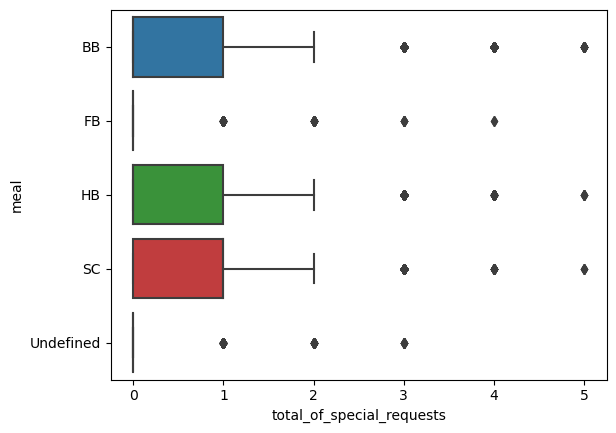 BB
FB
HB
SC
Undefined
meal
0 1 2 3 4 5
total_of_special_requests